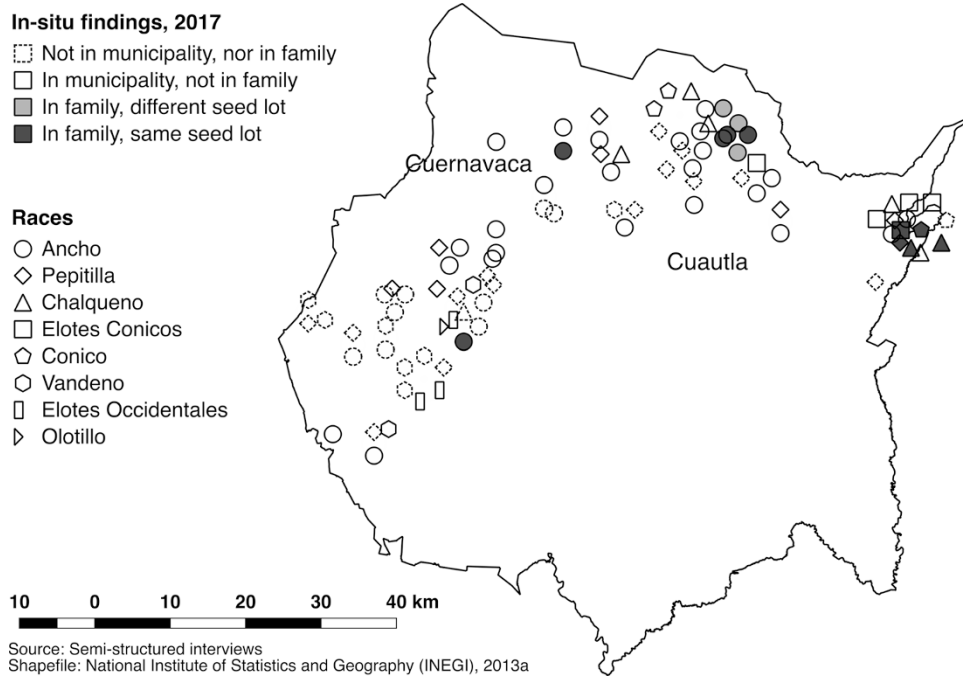 In-situ findings, 2017
Not in municipality, nor in family
In municipality, not in family
In family, different seed lot
In family, same seed lot
Cuernavaca
Races
Ancho
Pepitilla
Chalqueno
Elotes Conicos
Conico
Vandeno
Elotes Occidentales
Olotillo
Cuautla
10 0 10 20 30 40 km
Source: Semi-structured interviews
Shapefile: National Institute of Statistics and Geography (INEGI), 2013a